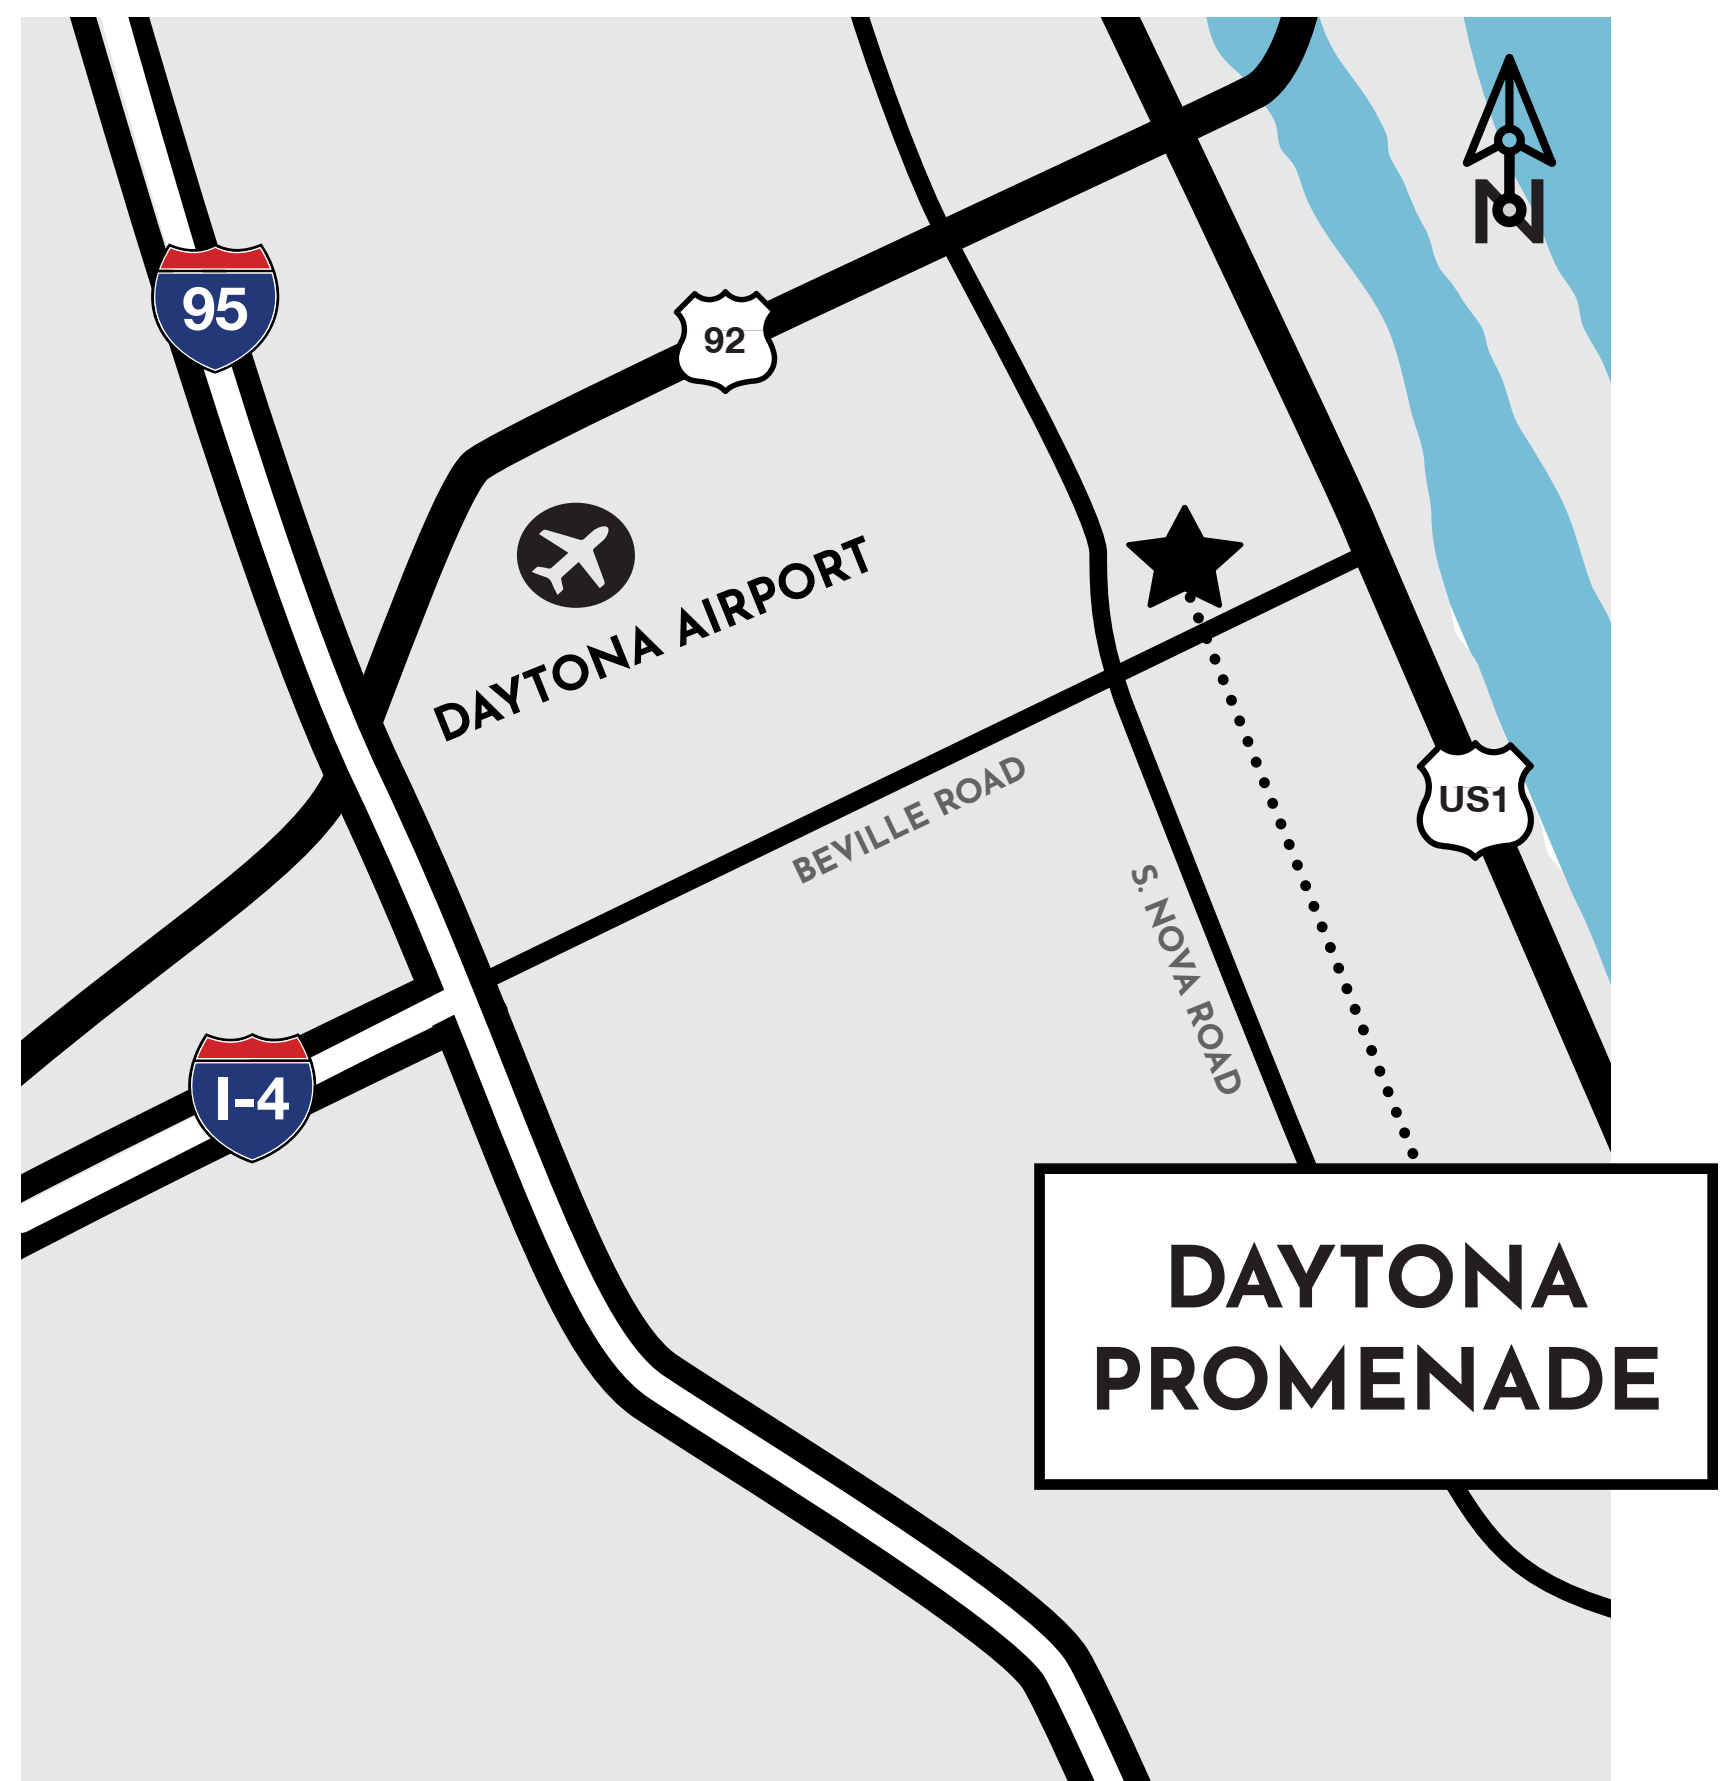 N
95
92
DAYTONA AIRPORT
BEVILLE ROAD
US1
S. NOVA ROAD
I-4
DAYTONA
PROMENADE